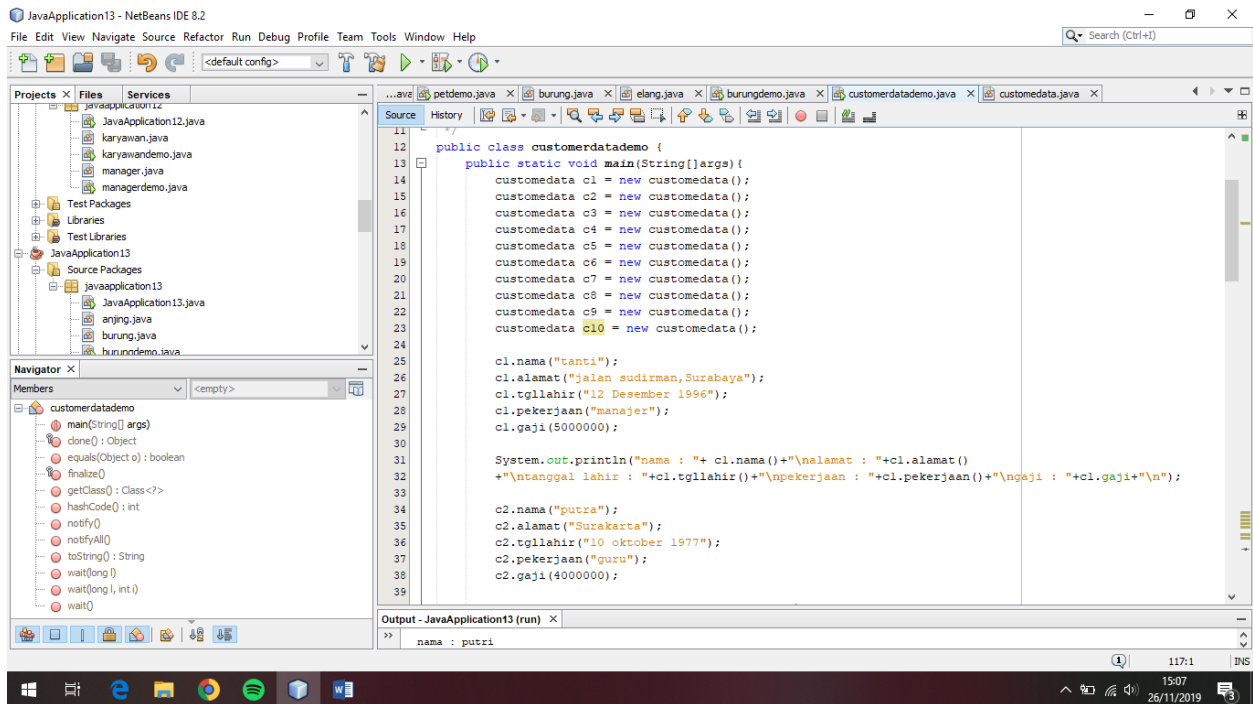 JavaApplication13 - NetBeans IDE 8.2
File Edit View Navigate Source Refactor Run Debug Profile Team Tools Window Help
Search (Ctrl+I)
<default config>
Projects Files Services
javaapplication12
JavaApplication12.java
karyawan.java
karyawandemo.java
manager.java
managerdemo.java
Test Packages
Libraries
Test Libraries
JavaApplication13
Source Packages
javaapplication13
JavaApplication13.java
anjing.java
burung.java
burungdemo.java
Navigator
Members <empty>
customerdatademo
main(String[] args)
clone() : Object
equals(Object o) : boolean
finalize()
getClass() : Class<?>
hashCode() : int
notify()
notifyAll()
toString() : String
wait(long l)
wait(long l, int i)
wait()
...ava petdemo.java burung.java elang.java burungdemo.java customerdatademo.java customedata.java
Source History
11 */
12 public class customerdatademo {
13 public static void main(String[]args){
14 customedata c1 = new customedata();
15 customedata c2 = new customedata();
16 customedata c3 = new customedata();
17 customedata c4 = new customedata();
18 customedata c5 = new customedata();
19 customedata c6 = new customedata();
20 customedata c7 = new customedata();
21 customedata c8 = new customedata();
22 customedata c9 = new customedata();
23 customedata c10 = new customedata();
24
25 c1.nama("tanti");
26 c1.alamat("jalan sudirman,Surabaya");
27 c1.tgllahir("12 Desember 1996");
28 c1.pekerjaan("manajer");
29 c1.gaji(5000000);
30
31 System.out.println("nama : "+ c1.nama()+"\nalamat : "+c1.alamat()
32 +"\ntanggal lahir : "+c1.tgllahir()+"\npekerjaan : "+c1.pekerjaan()+"\ngaji : "+c1.gaji+"\n");
33
34 c2.nama("putra");
35 c2.alamat("Surakarta");
36 c2.tgllahir("10 oktober 1977");
37 c2.pekerjaan("guru");
38 c2.gaji(4000000);
39
Output - JavaApplication13 (run)
nama : putri
1 117:1 INS
15:07
26/11/2019
3